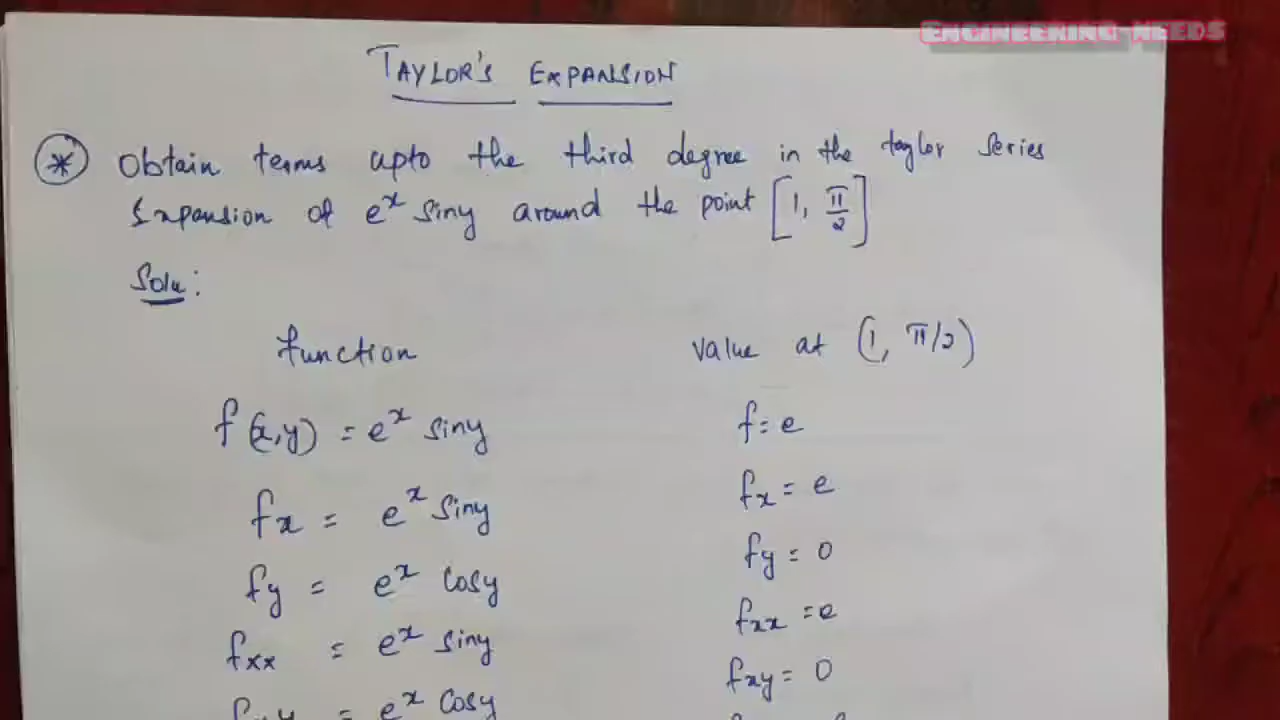 ENGINEERING NEEDS
TAYLOR'S EXPANSION
* Obtain terms upto the third degree in the taylor series
Expansion of e^x siny around the point [1, π/2]
Solu:
function value at (1, π/2)
f(x,y) = e^x siny f = e
fx = e^x siny fx = e
fy = e^x cosy fy = 0
fxx = e^x siny fxx = e
fxy = e^x cosy fxy = 0